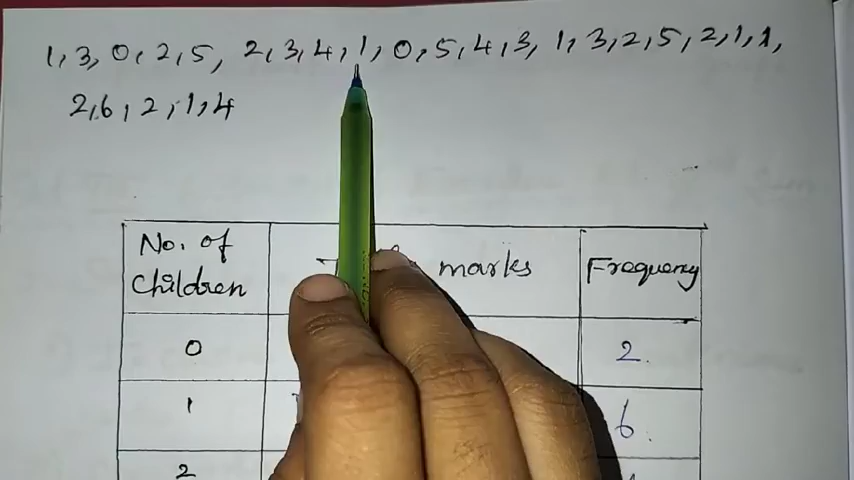 1, 3, 0, 2, 5, 2, 3, 4, 1, 0, 5, 4, 3, 1, 3, 2, 5, 2, 1, 1,
2, 6, 2, 1, 4
No. of
Children
marks
Frequency
0
2.
1
6.
2